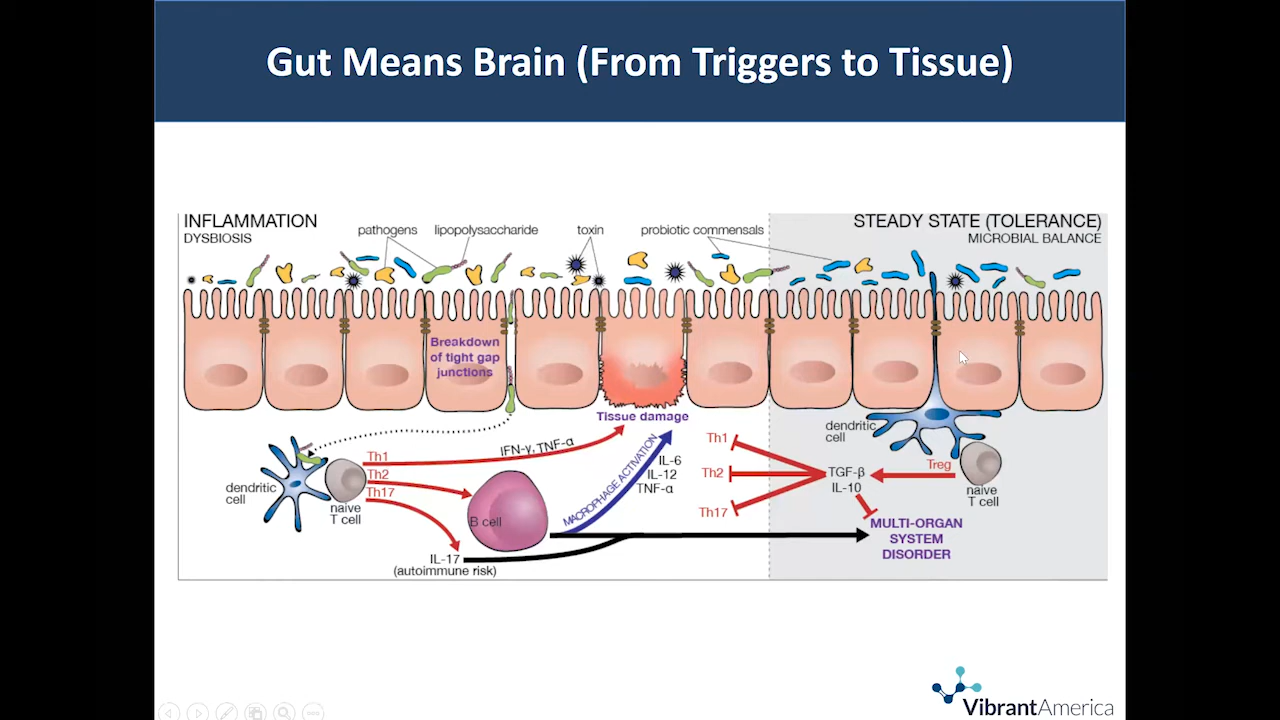 Gut Means Brain (From Triggers to Tissue)
INFLAMMATION
DYSBIOSIS
pathogens
lipopolysaccharide
toxin
probiotic commensals
STEADY STATE (TOLERANCE)
MICROBIAL BALANCE
Breakdown
of tight gap
junctions
Tissue damage
dendritic
cell
naive
T cell
Th1
Th2
Th17
IFN-γ, TNF-α
B cell
MACROPHAGE ACTIVATION
IL-6
IL-12
TNF-α
IL-17
(autoimmune risk)
Th1
Th2
Th17
dendritic
cell
TGF-β
IL-10
Treg
naive
T cell
MULTI-ORGAN
SYSTEM
DISORDER
VibrantAmerica